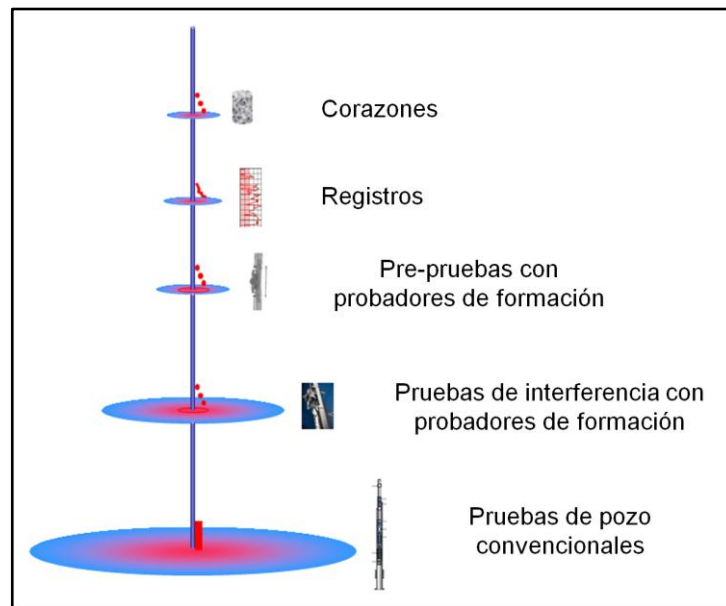 Corazones
Registros
Pre-pruebas con
probadores de formación
Pruebas de interferencia con
probadores de formación
Pruebas de pozo
convencionales